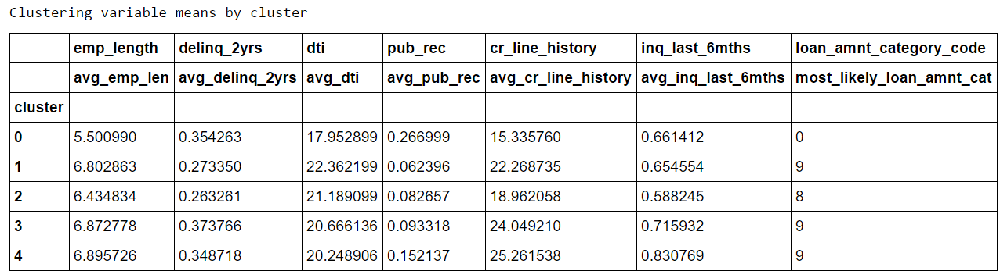 Clustering variable means by cluster
emp_length delinq_2yrs dti pub_rec cr_line_history inq_last_6mths loan_amnt_category_code
avg_emp_len avg_delinq_2yrs avg_dti avg_pub_rec avg_cr_line_history avg_inq_last_6mths most_likely_loan_amnt_cat
cluster
0 5.500990 0.354263 17.952899 0.266999 15.335760 0.661412 0
1 6.802863 0.273350 22.362199 0.062396 22.268735 0.654554 9
2 6.434834 0.263261 21.189099 0.082657 18.962058 0.588245 8
3 6.872778 0.373766 20.666136 0.093318 24.049210 0.715932 9
4 6.895726 0.348718 20.248906 0.152137 25.261538 0.830769 9